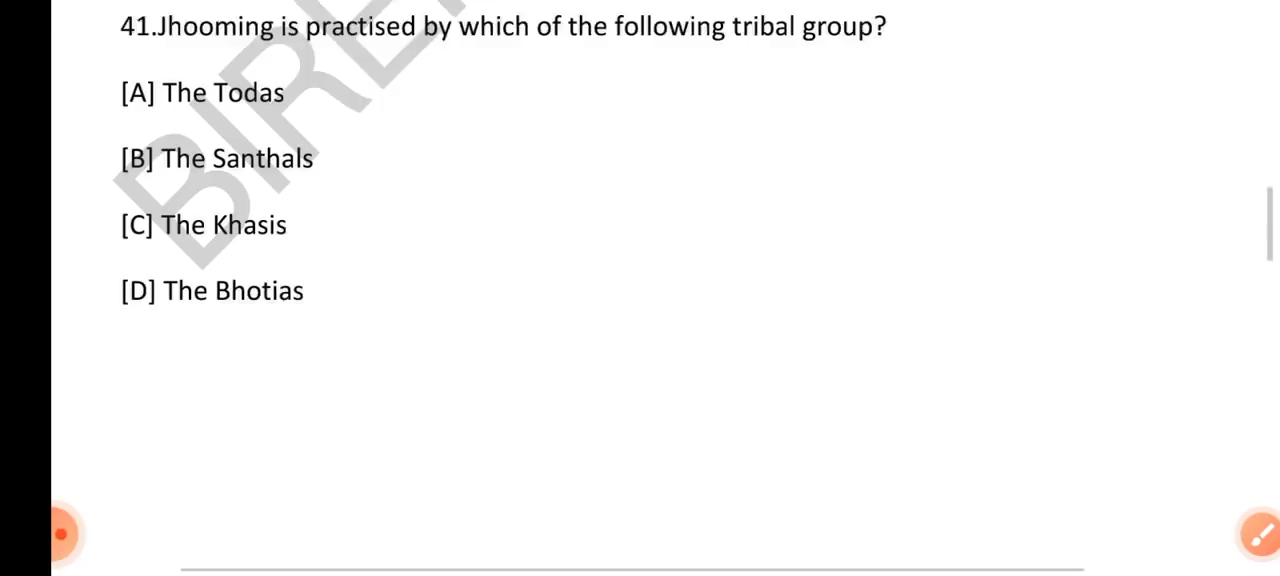 41.Jhooming is practised by which of the following tribal group?
[A] The Todas
[B] The Santhals
[C] The Khasis
[D] The Bhotias